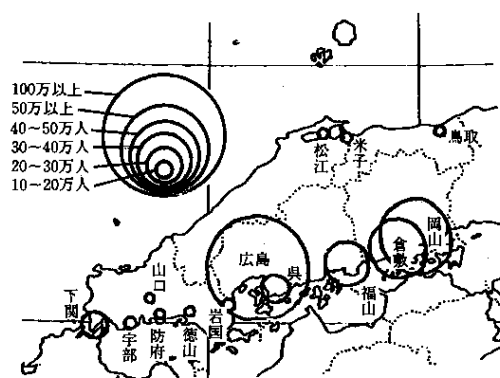 100万以上
50万以上
40〜50万人
30〜40万人
20〜30万人
10〜20万人
松江
米子
鳥取
岡山
倉敷
広島
呉
福山
山口
下関
宇部
防府
徳山
岩国